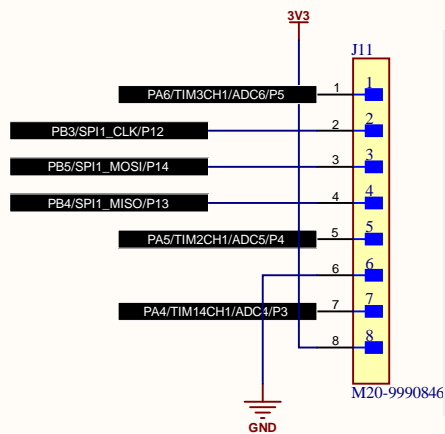 3V3
J11
PA6/TIM3CH1/ADC6/P5 1 1
PB3/SPI1_CLK/P12 2 2
PB5/SPI1_MOSI/P14 3 3
PB4/SPI1_MISO/P13 4 4
PA5/TIM2CH1/ADC5/P4 5 5
6 6
PA4/TIM14CH1/ADC4/P3 7 7
8 8
M20-9990846
GND